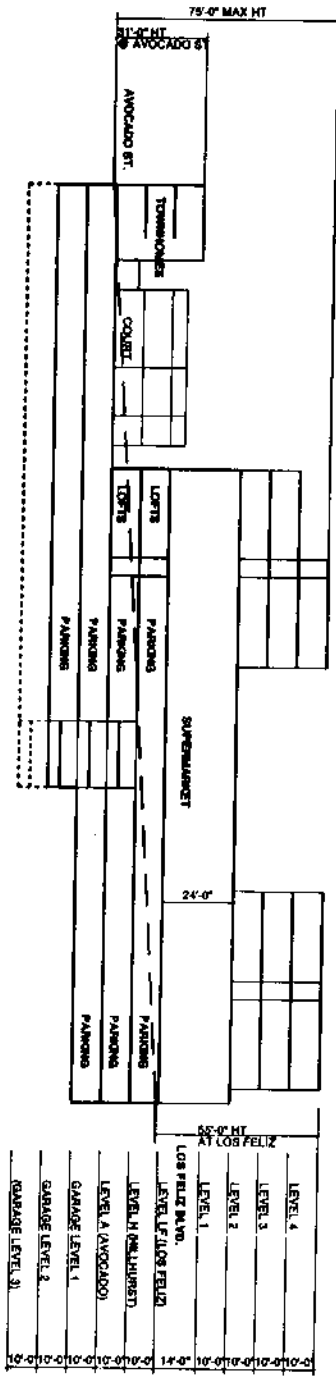 75'-0" MAX HT
31'-0" HT
@ AVOCADO ST
AVOCADO ST.
TOWNHOMES
COURT
LOFTS
LOFTS
PARKING
PARKING
PARKING
PARKING
SUPERMARKET
24'-0"
PARKING
PARKING
PARKING
55'-0" HT
AT LOS FELIZ
LOS FELIZ BLVD.
LEVEL 4
LEVEL 3
LEVEL 2
LEVEL 1
LEVEL LF (LOS FELIZ)
LEVEL H (HILLHURST)
LEVEL A (AVOCADO)
GARAGE LEVEL 1
GARAGE LEVEL 2
(GARAGE LEVEL 3)
10'-0"
10'-0"
10'-0"
10'-0"
14'-0"
10'-0"
10'-0"
10'-0"
10'-0"
10'-0"